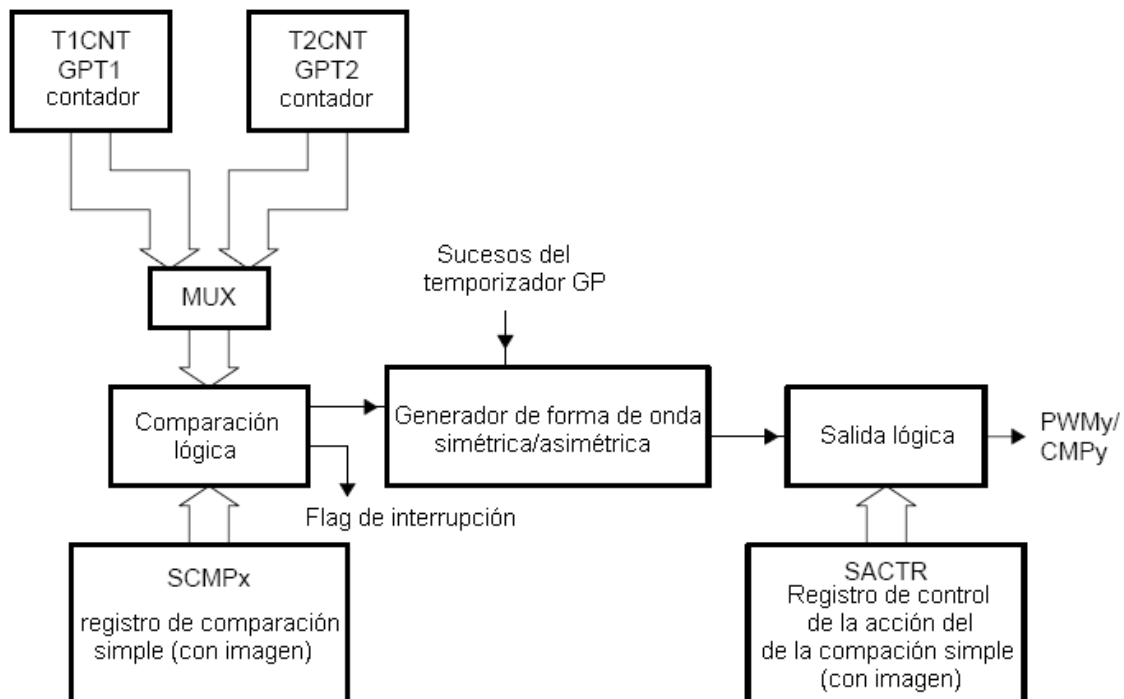 T1CNT
GPT1
contador
T2CNT
GPT2
contador
MUX
Sucesos del
temporizador GP
Comparación
lógica
Generador de forma de onda
simétrica/asimétrica
Salida lógica
PWMy/
CMPy
Flag de interrupción
SCMPx
registro de comparación
simple (con imagen)
SACTR
Registro de control
de la acción del
de la compación simple
(con imagen)